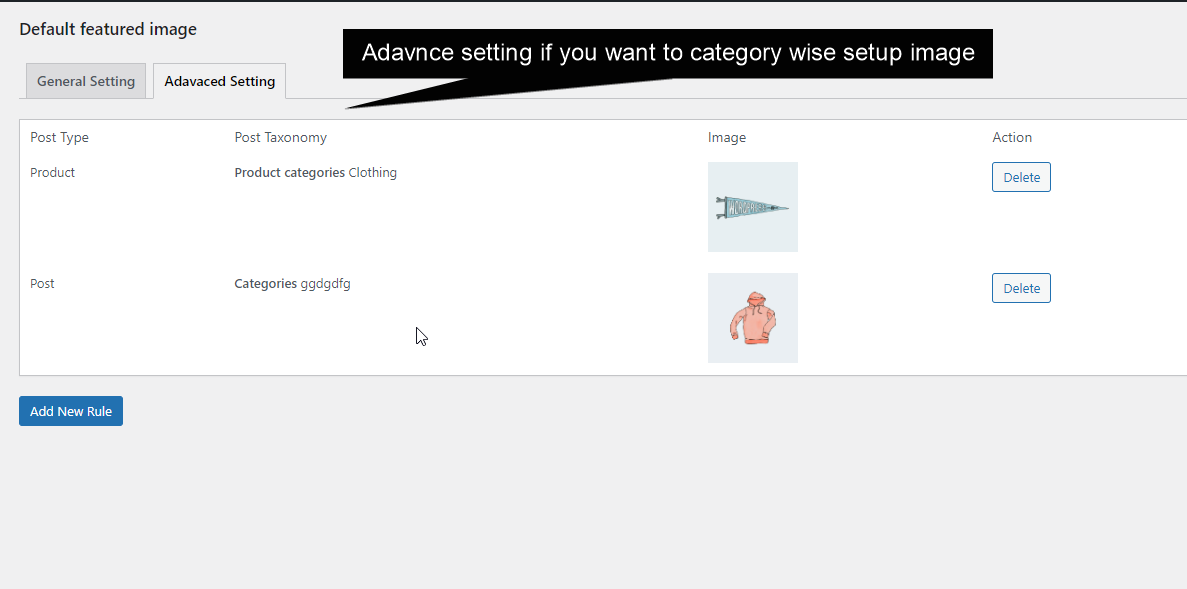 Default featured image
Adavnce setting if you want to category wise setup image
General Setting
Adavaced Setting
Post Type Post Taxonomy Image Action
Product Product categories Clothing Delete
Post Categories ggdgdfg Delete
Add New Rule